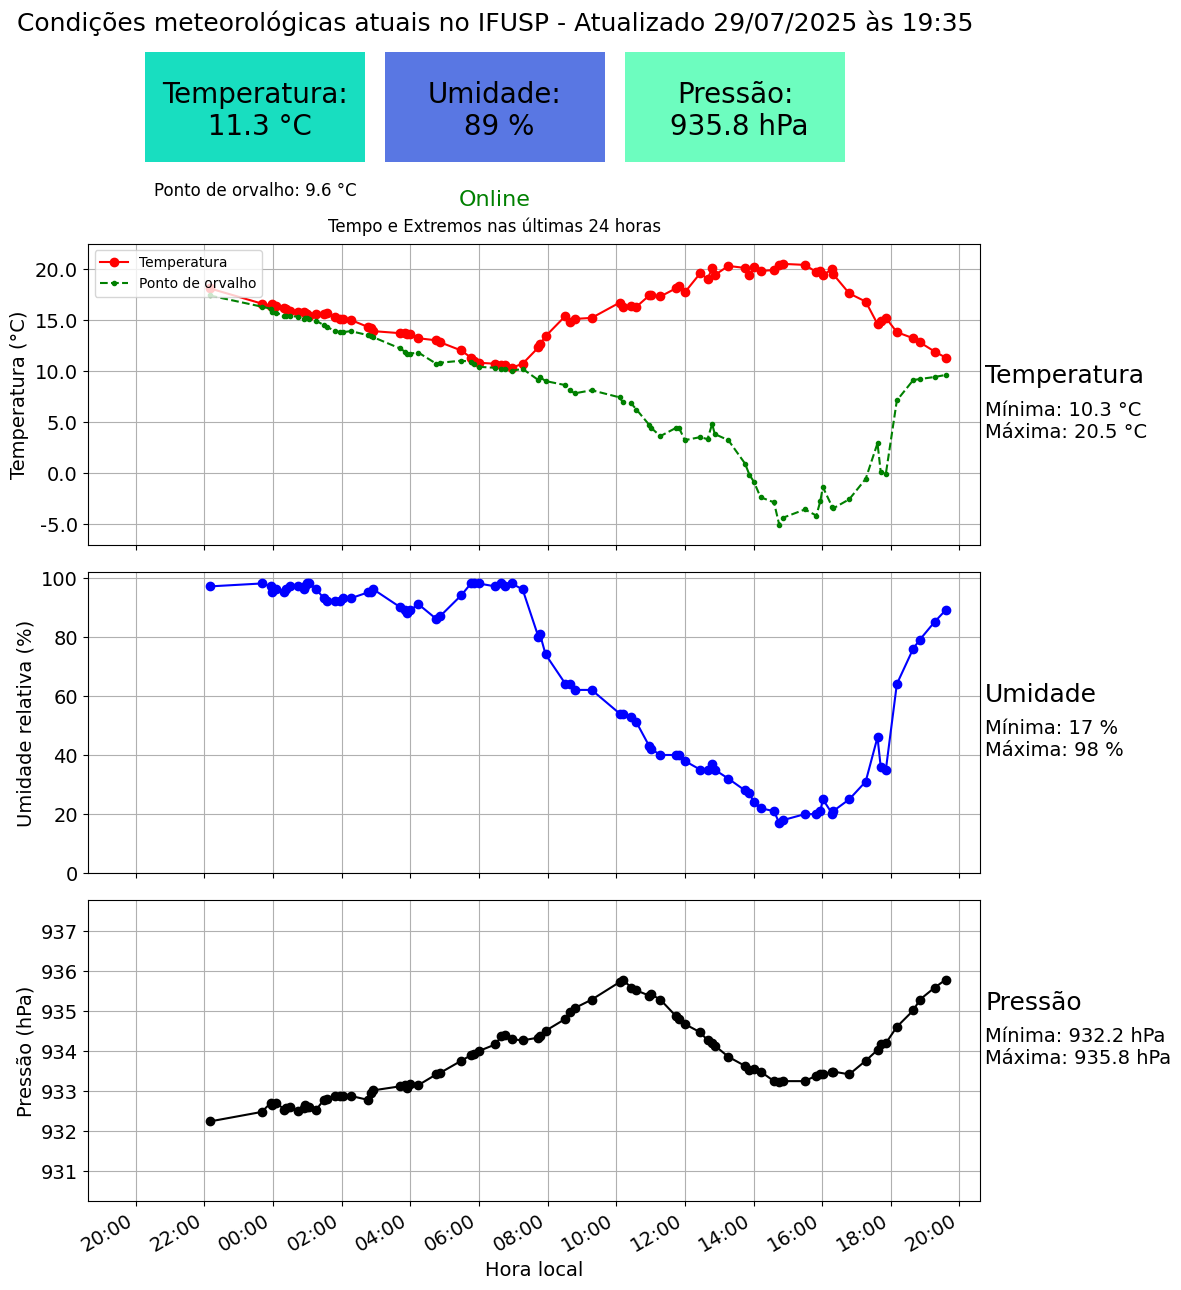 Condições meteorológicas atuais no IFUSP - Atualizado 29/07/2025 às 19:35
Temperatura:
11.3 °C
Umidade:
89 %
Pressão:
935.8 hPa
Ponto de orvalho: 9.6 °C
Online
Tempo e Extremos nas últimas 24 horas
Temperatura
Ponto de orvalho
20.0
15.0
10.0
5.0
0.0
-5.0
Temperatura (°C)
Temperatura
Mínima: 10.3 °C
Máxima: 20.5 °C
100
80
60
40
20
0
Umidade relativa (%)
Umidade
Mínima: 17 %
Máxima: 98 %
937
936
935
934
933
932
931
Pressão (hPa)
Pressão
Mínima: 932.2 hPa
Máxima: 935.8 hPa
20:00
22:00
00:00
02:00
04:00
06:00
08:00
10:00
12:00
14:00
16:00
18:00
20:00
Hora local